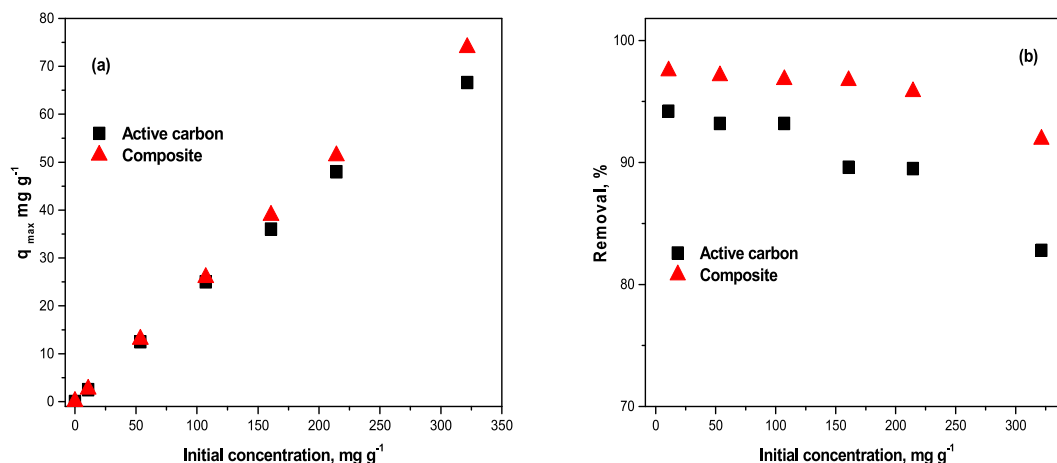 (a)
80
70
60
50
40
30
20
10
0
q max mg g-1
Active carbon
Composite
0 50 100 150 200 250 300 350
Initial concentration, mg g-1
(b)
100
90
80
70
Removal, %
Active carbon
Composite
0 50 100 150 200 250 300
Initial concentration, mg g-1